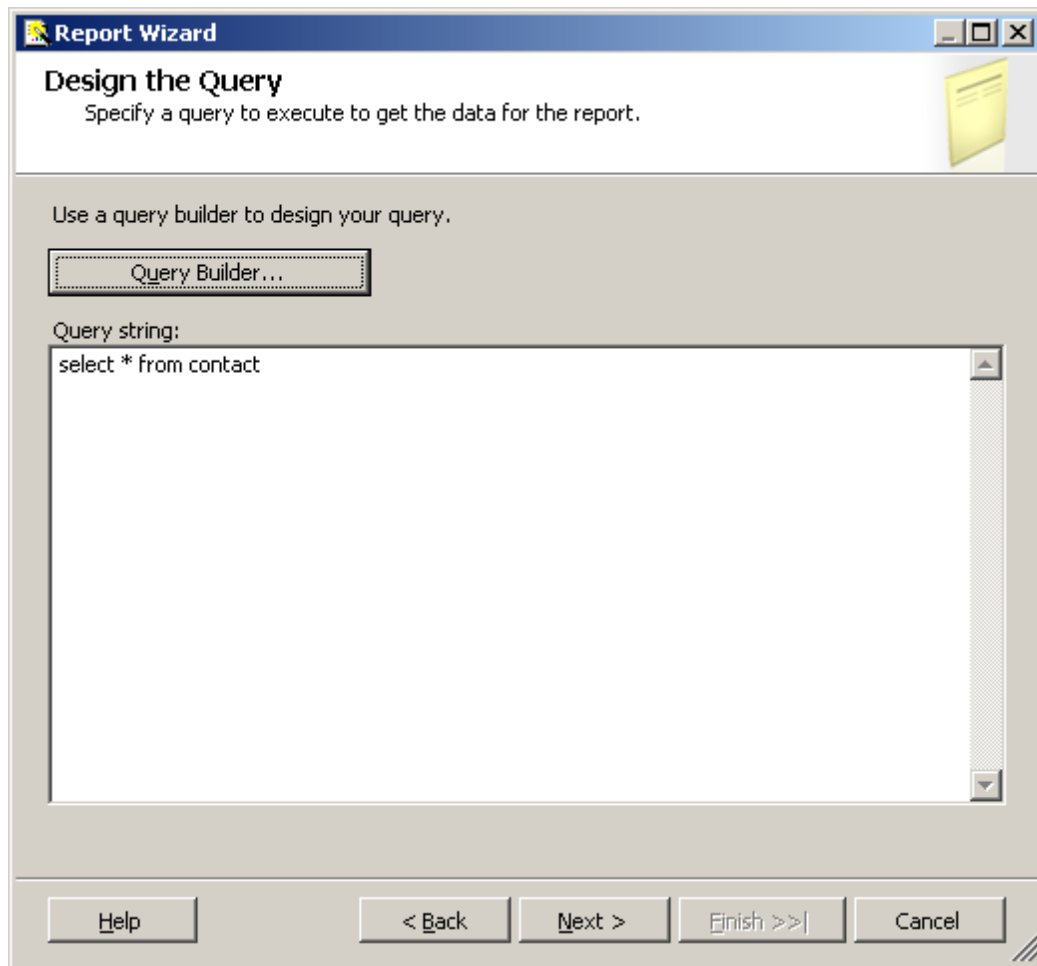 Report Wizard
Design the Query
Specify a query to execute to get the data for the report.
Use a query builder to design your query.
Query Builder...
Query string:
select * from contact
Help
< Back
Next >
Finish >>|
Cancel